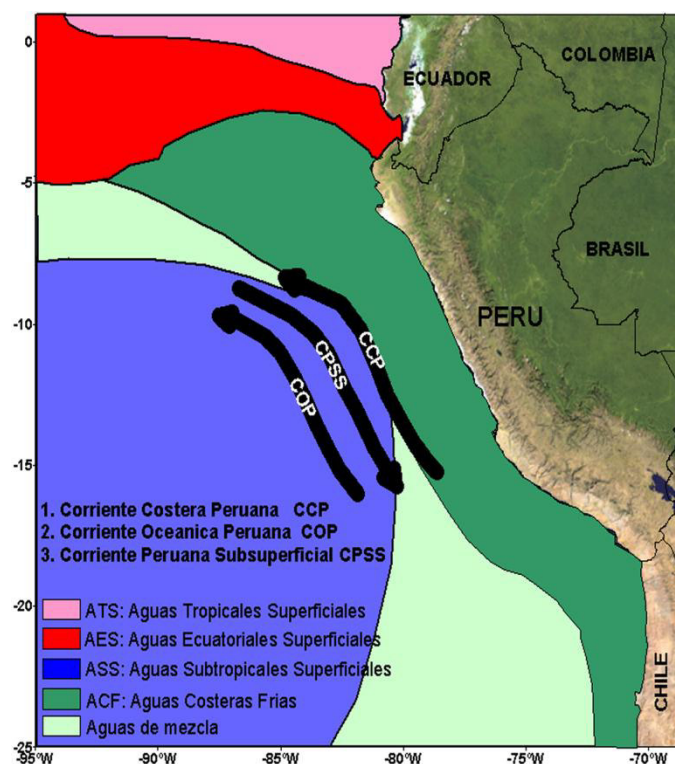 0
-5
-10
-15
-20
-25
-95°W
-90°W
-85°W
-80°W
-75°W
-70°W
ECUADOR
COLOMBIA
BRASIL
PERU
CHILE
CCP
CPSS
COP
1. Corriente Costera Peruana CCP
2. Corriente Oceanica Peruana COP
3. Corriente Peruana Subsuperficial CPSS
ATS: Aguas Tropicales Superficiales
AES: Aguas Ecuatoriales Superficiales
ASS: Aguas Subtropicales Superficiales
ACF: Aguas Costeras Frias
Aguas de mezcla